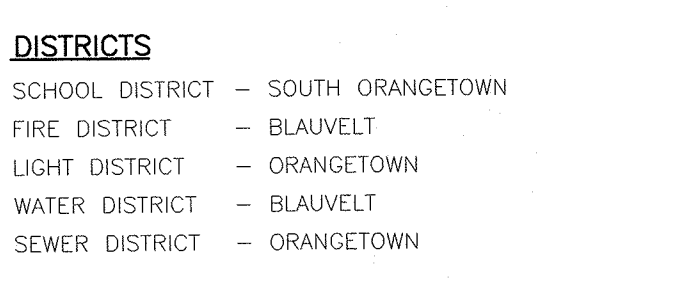 DISTRICTS
SCHOOL DISTRICT – SOUTH ORANGETOWN
FIRE DISTRICT – BLAUVELT
LIGHT DISTRICT – ORANGETOWN
WATER DISTRICT – BLAUVELT
SEWER DISTRICT – ORANGETOWN